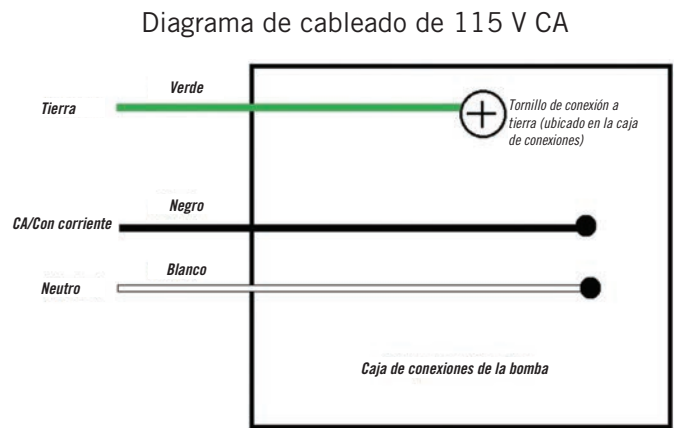 Diagrama de cableado de 115 V CA
Verde
Tierra
Tornillo de conexión a
tierra (ubicado en la caja
de conexiones)
Negro
CA/Con corriente
Blanco
Neutro
Caja de conexiones de la bomba